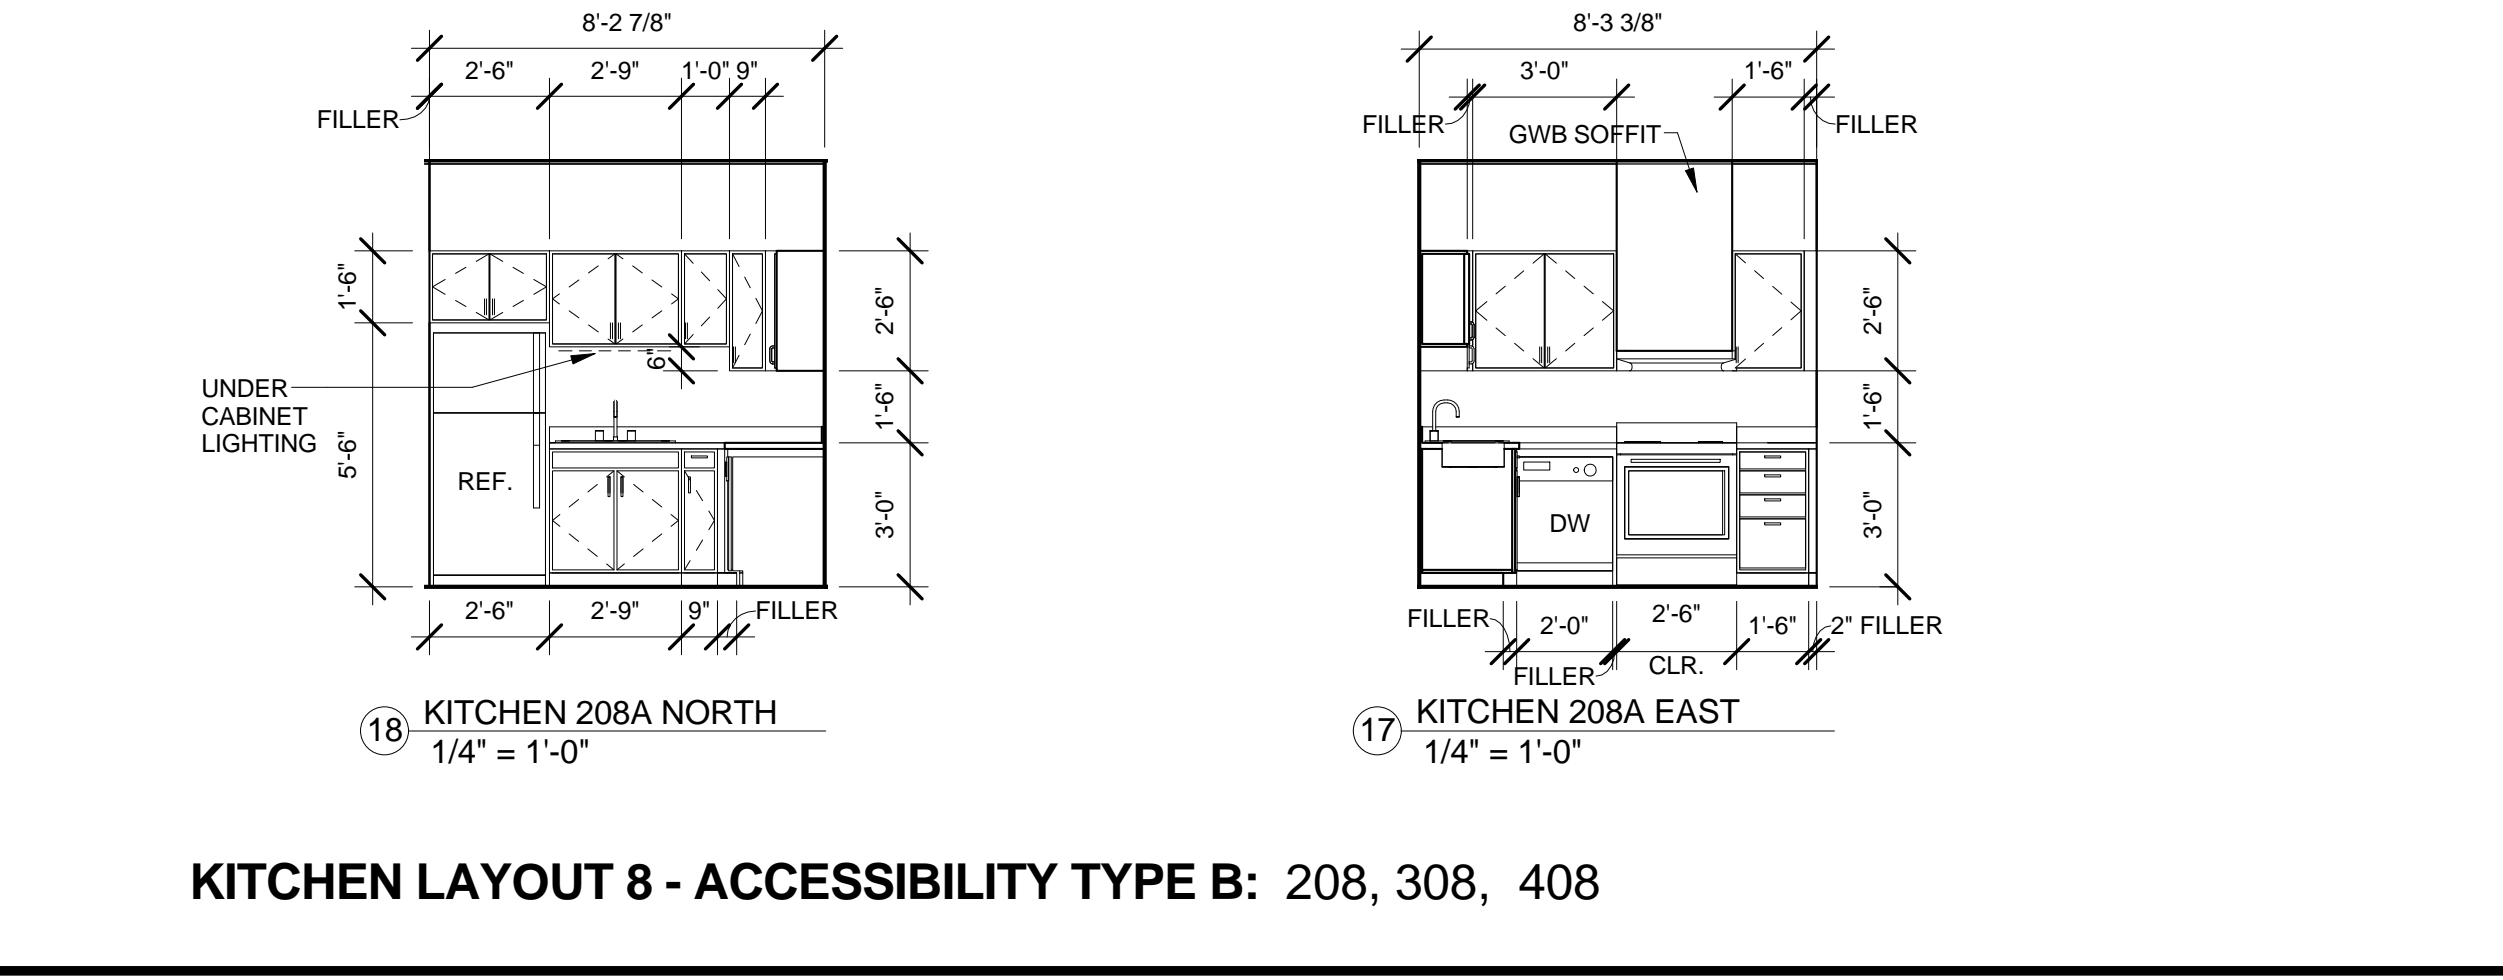 8'-2 7/8"
2'-6" 2'-9" 1'-0" 9"
FILLER
1'-6"
2'-6"
6"
UNDER
CABINET
LIGHTING
5'-6"
1'-6"
REF.
3'-0"
2'-6" 2'-9" 9" FILLER
18 KITCHEN 208A NORTH
1/4" = 1'-0"
8'-3 3/8"
3'-0" 1'-6"
FILLER GWB SOFFIT FILLER
2'-6"
1'-6"
DW
3'-0"
FILLER 2'-0" 2'-6" 1'-6" 2" FILLER
FILLER CLR.
17 KITCHEN 208A EAST
1/4" = 1'-0"
KITCHEN LAYOUT 8 - ACCESSIBILITY TYPE B: 208, 308, 408